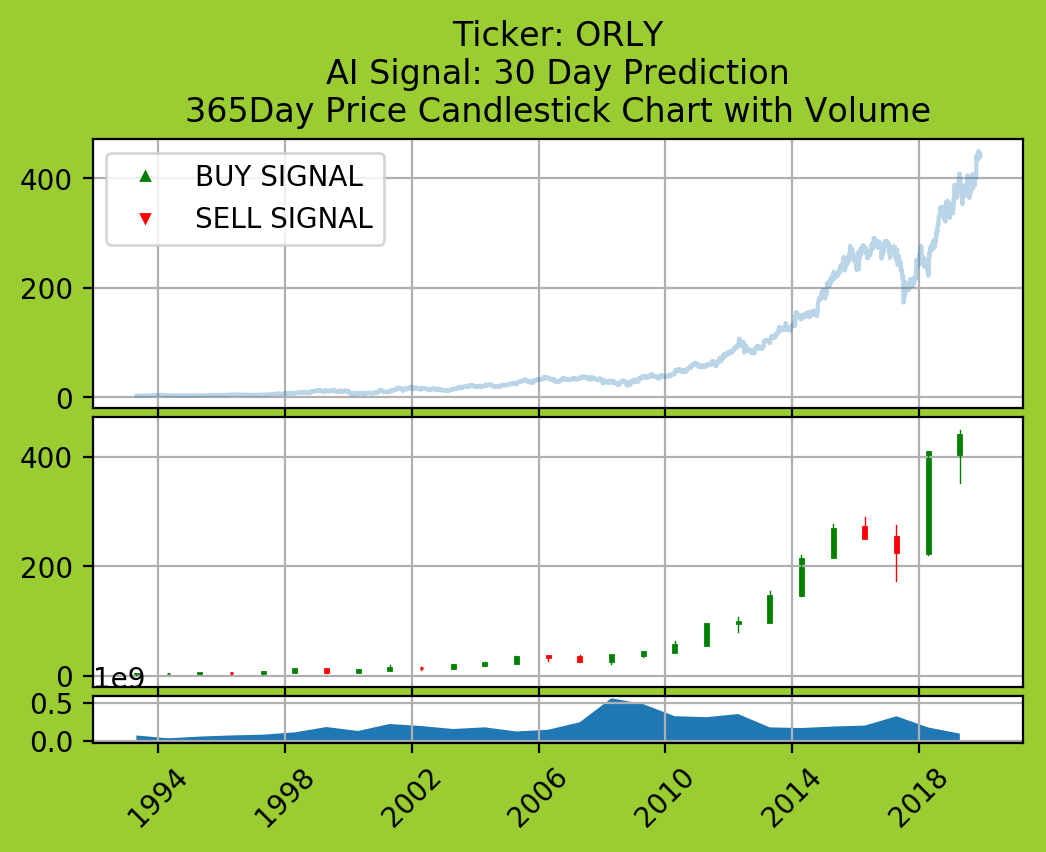 Ticker: ORLY
AI Signal: 30 Day Prediction
365Day Price Candlestick Chart with Volume
BUY SIGNAL
SELL SIGNAL
400
200
0
400
200
0
1e9
0.5
0.0
1994
1998
2002
2006
2010
2014
2018